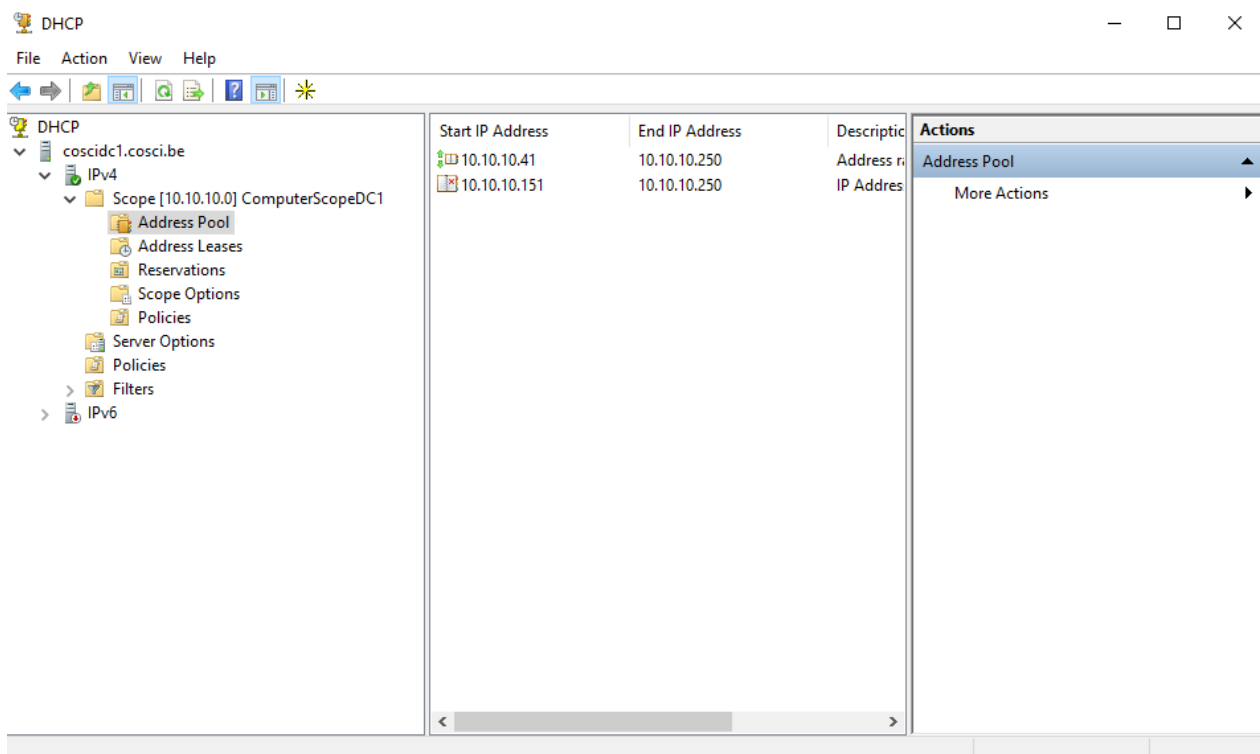 DHCP
File Action View Help
DHCP
coscidc1.cosci.be
IPv4
Scope [10.10.10.0] ComputerScopeDC1
Address Pool
Address Leases
Reservations
Scope Options
Policies
Server Options
Policies
Filters
IPv6
Start IP Address End IP Address Descriptic
10.10.10.41 10.10.10.250 Address ra
10.10.10.151 10.10.10.250 IP Addres
Actions
Address Pool
More Actions